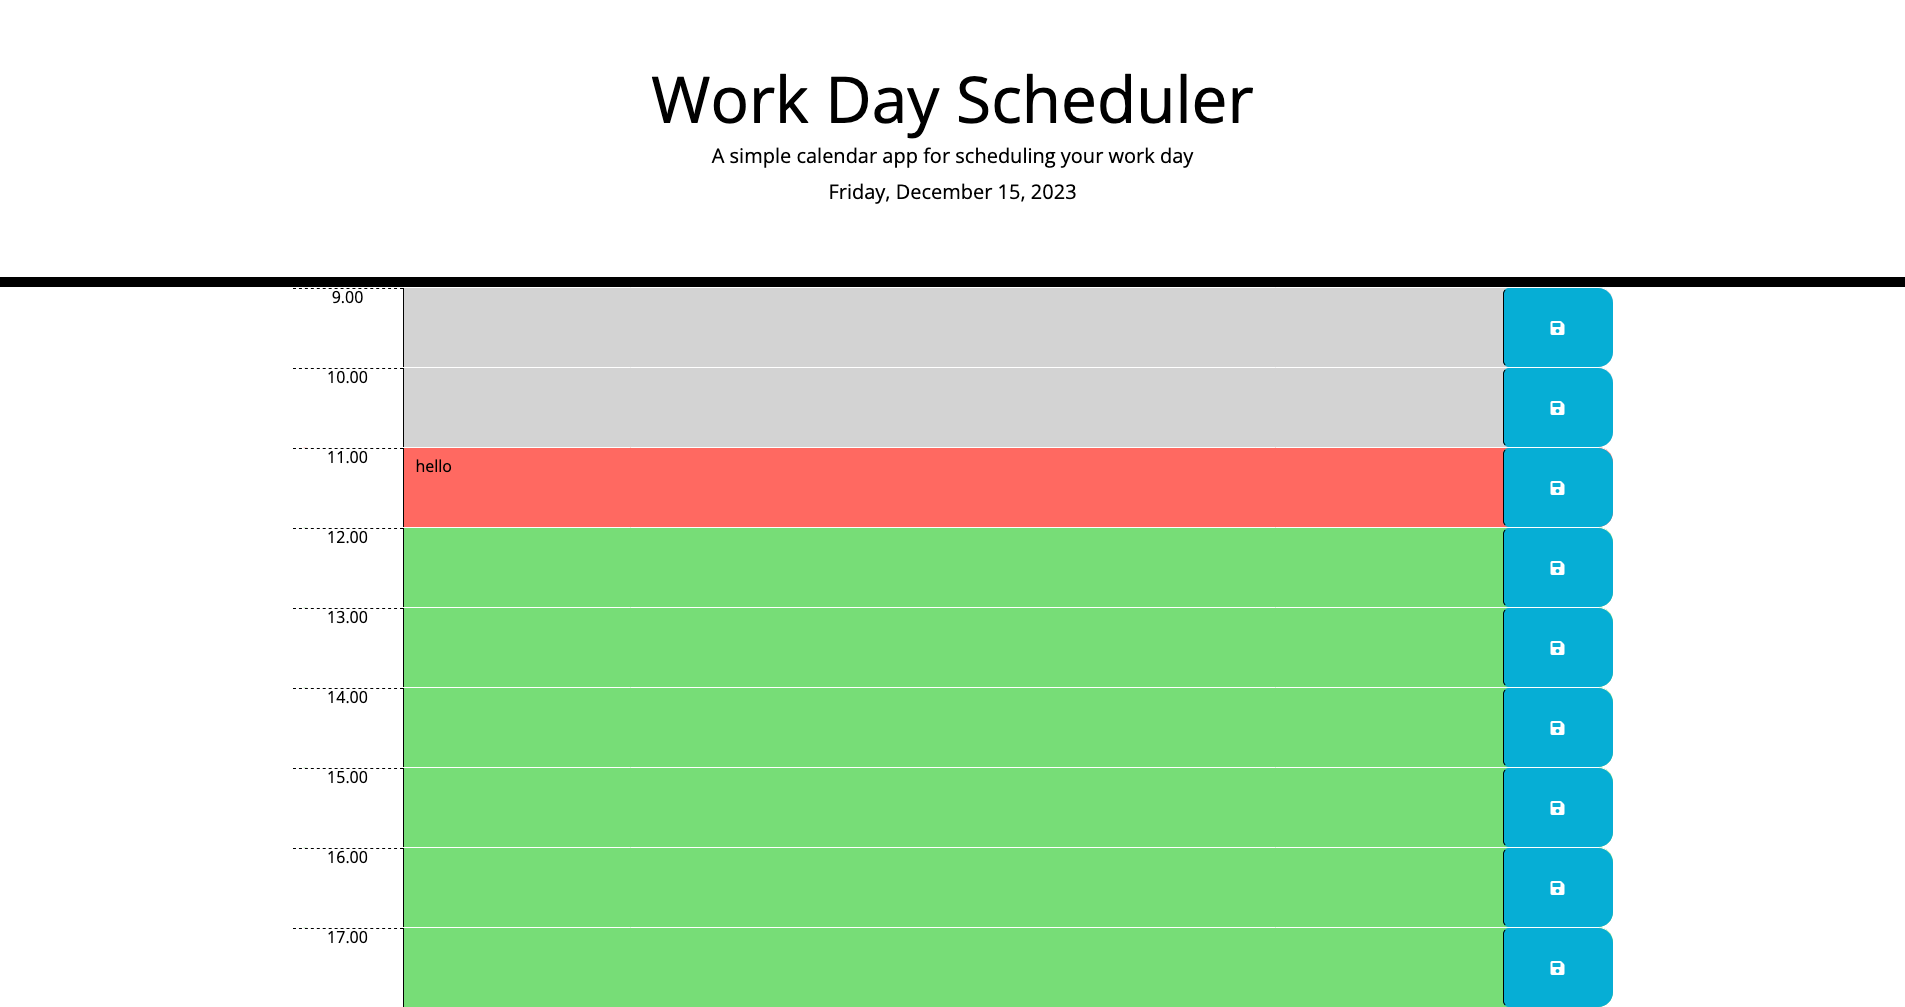 Work Day Scheduler
A simple calendar app for scheduling your work day
Friday, December 15, 2023
9.00
10.00
11.00 hello
12.00
13.00
14.00
15.00
16.00
17.00